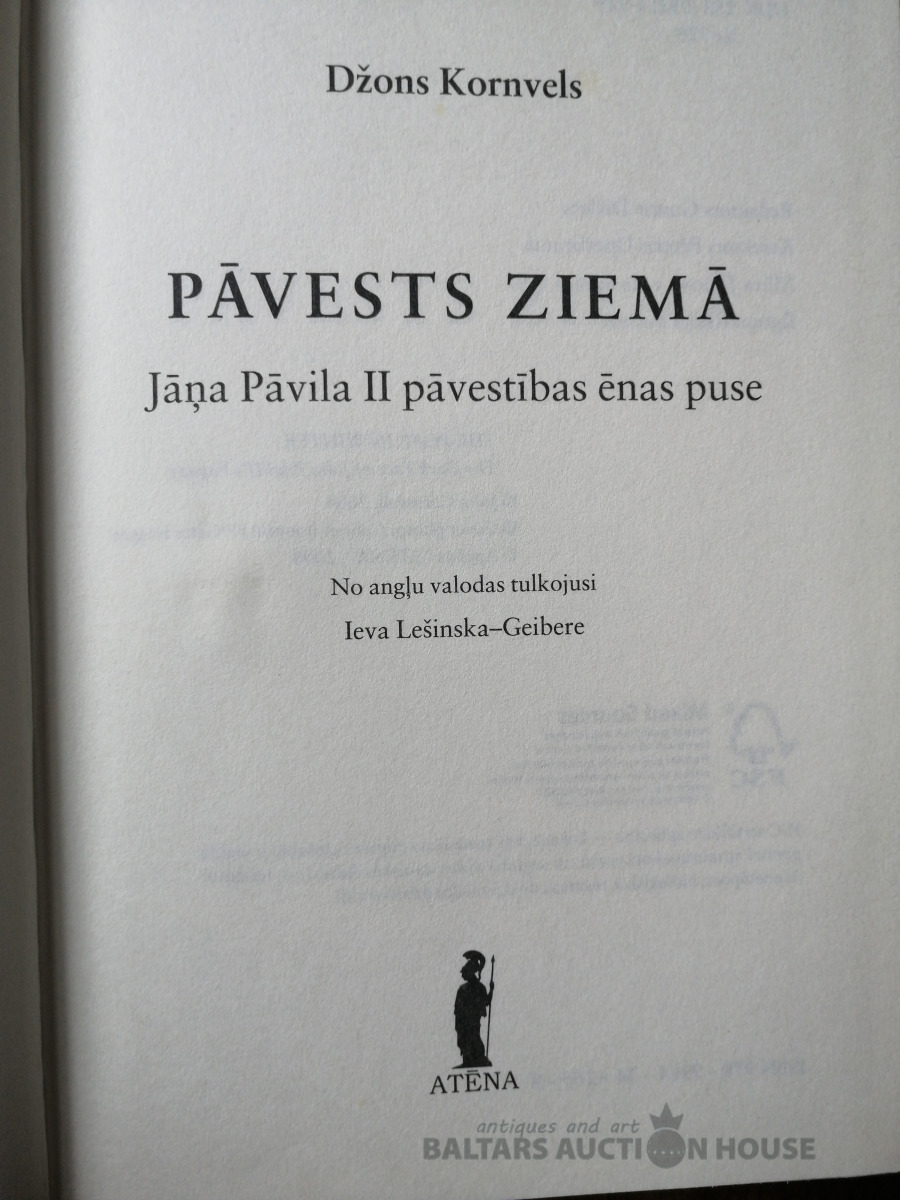 Džons Kornvels
PĀVESTS ZIEMĀ
Jāņa Pāvila II pāvestības ēnas puse
No angļu valodas tulkojusi
Ieva Lešinska–Geibere
ATĒNA
antiques and art
BALTARS AUCTION HOUSE